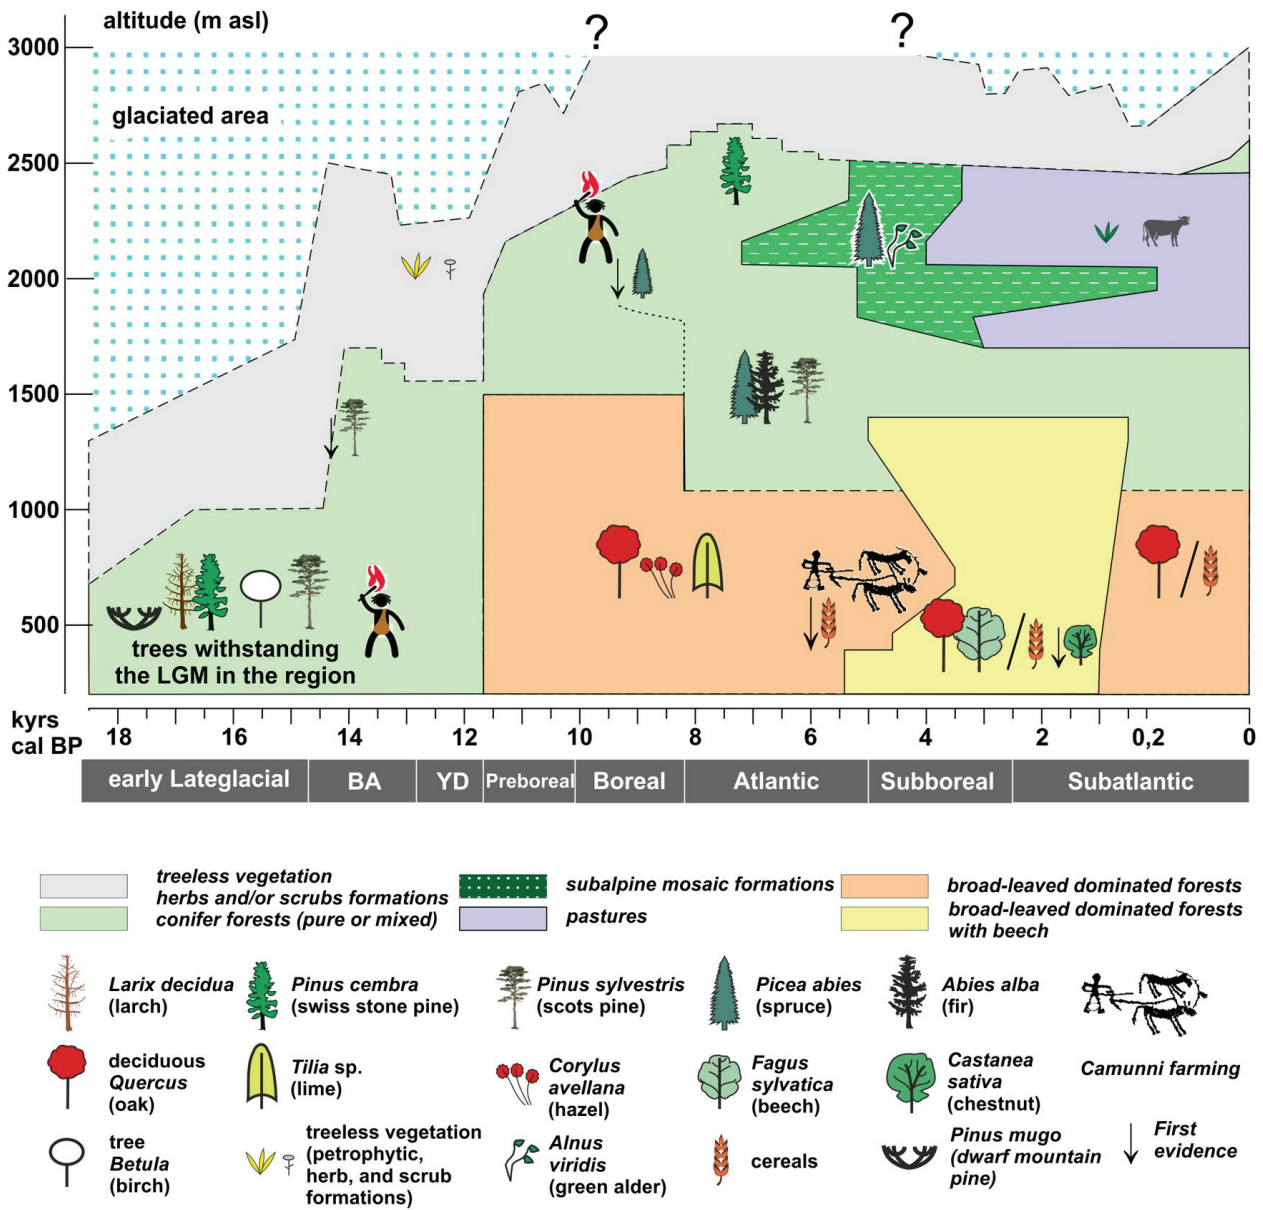 altitude (m asl)
?
?
3000
glaciated area
2500
2000
1500
1000
500
trees withstanding
the LGM in the region
kyrs
cal BP
18 16 14 12 10 8 6 4 2 0,2 0
early Lateglacial BA YD Preboreal Boreal Atlantic Subboreal Subatlantic
treeless vegetation
herbs and/or scrubs formations
conifer forests (pure or mixed)
subalpine mosaic formations
pastures
broad-leaved dominated forests
broad-leaved dominated forests
with beech
Larix decidua
(larch)
Pinus cembra
(swiss stone pine)
Pinus sylvestris
(scots pine)
Picea abies
(spruce)
Abies alba
(fir)
deciduous
Quercus
(oak)
Tilia sp.
(lime)
Corylus
avellana
(hazel)
Fagus
sylvatica
(beech)
Castanea
sativa
(chestnut)
Camunni farming
tree
Betula
(birch)
treeless vegetation
(petrophytic,
herb, and scrub
formations)
Alnus
viridis
(green alder)
cereals
Pinus mugo
(dwarf mountain
pine)
First
evidence